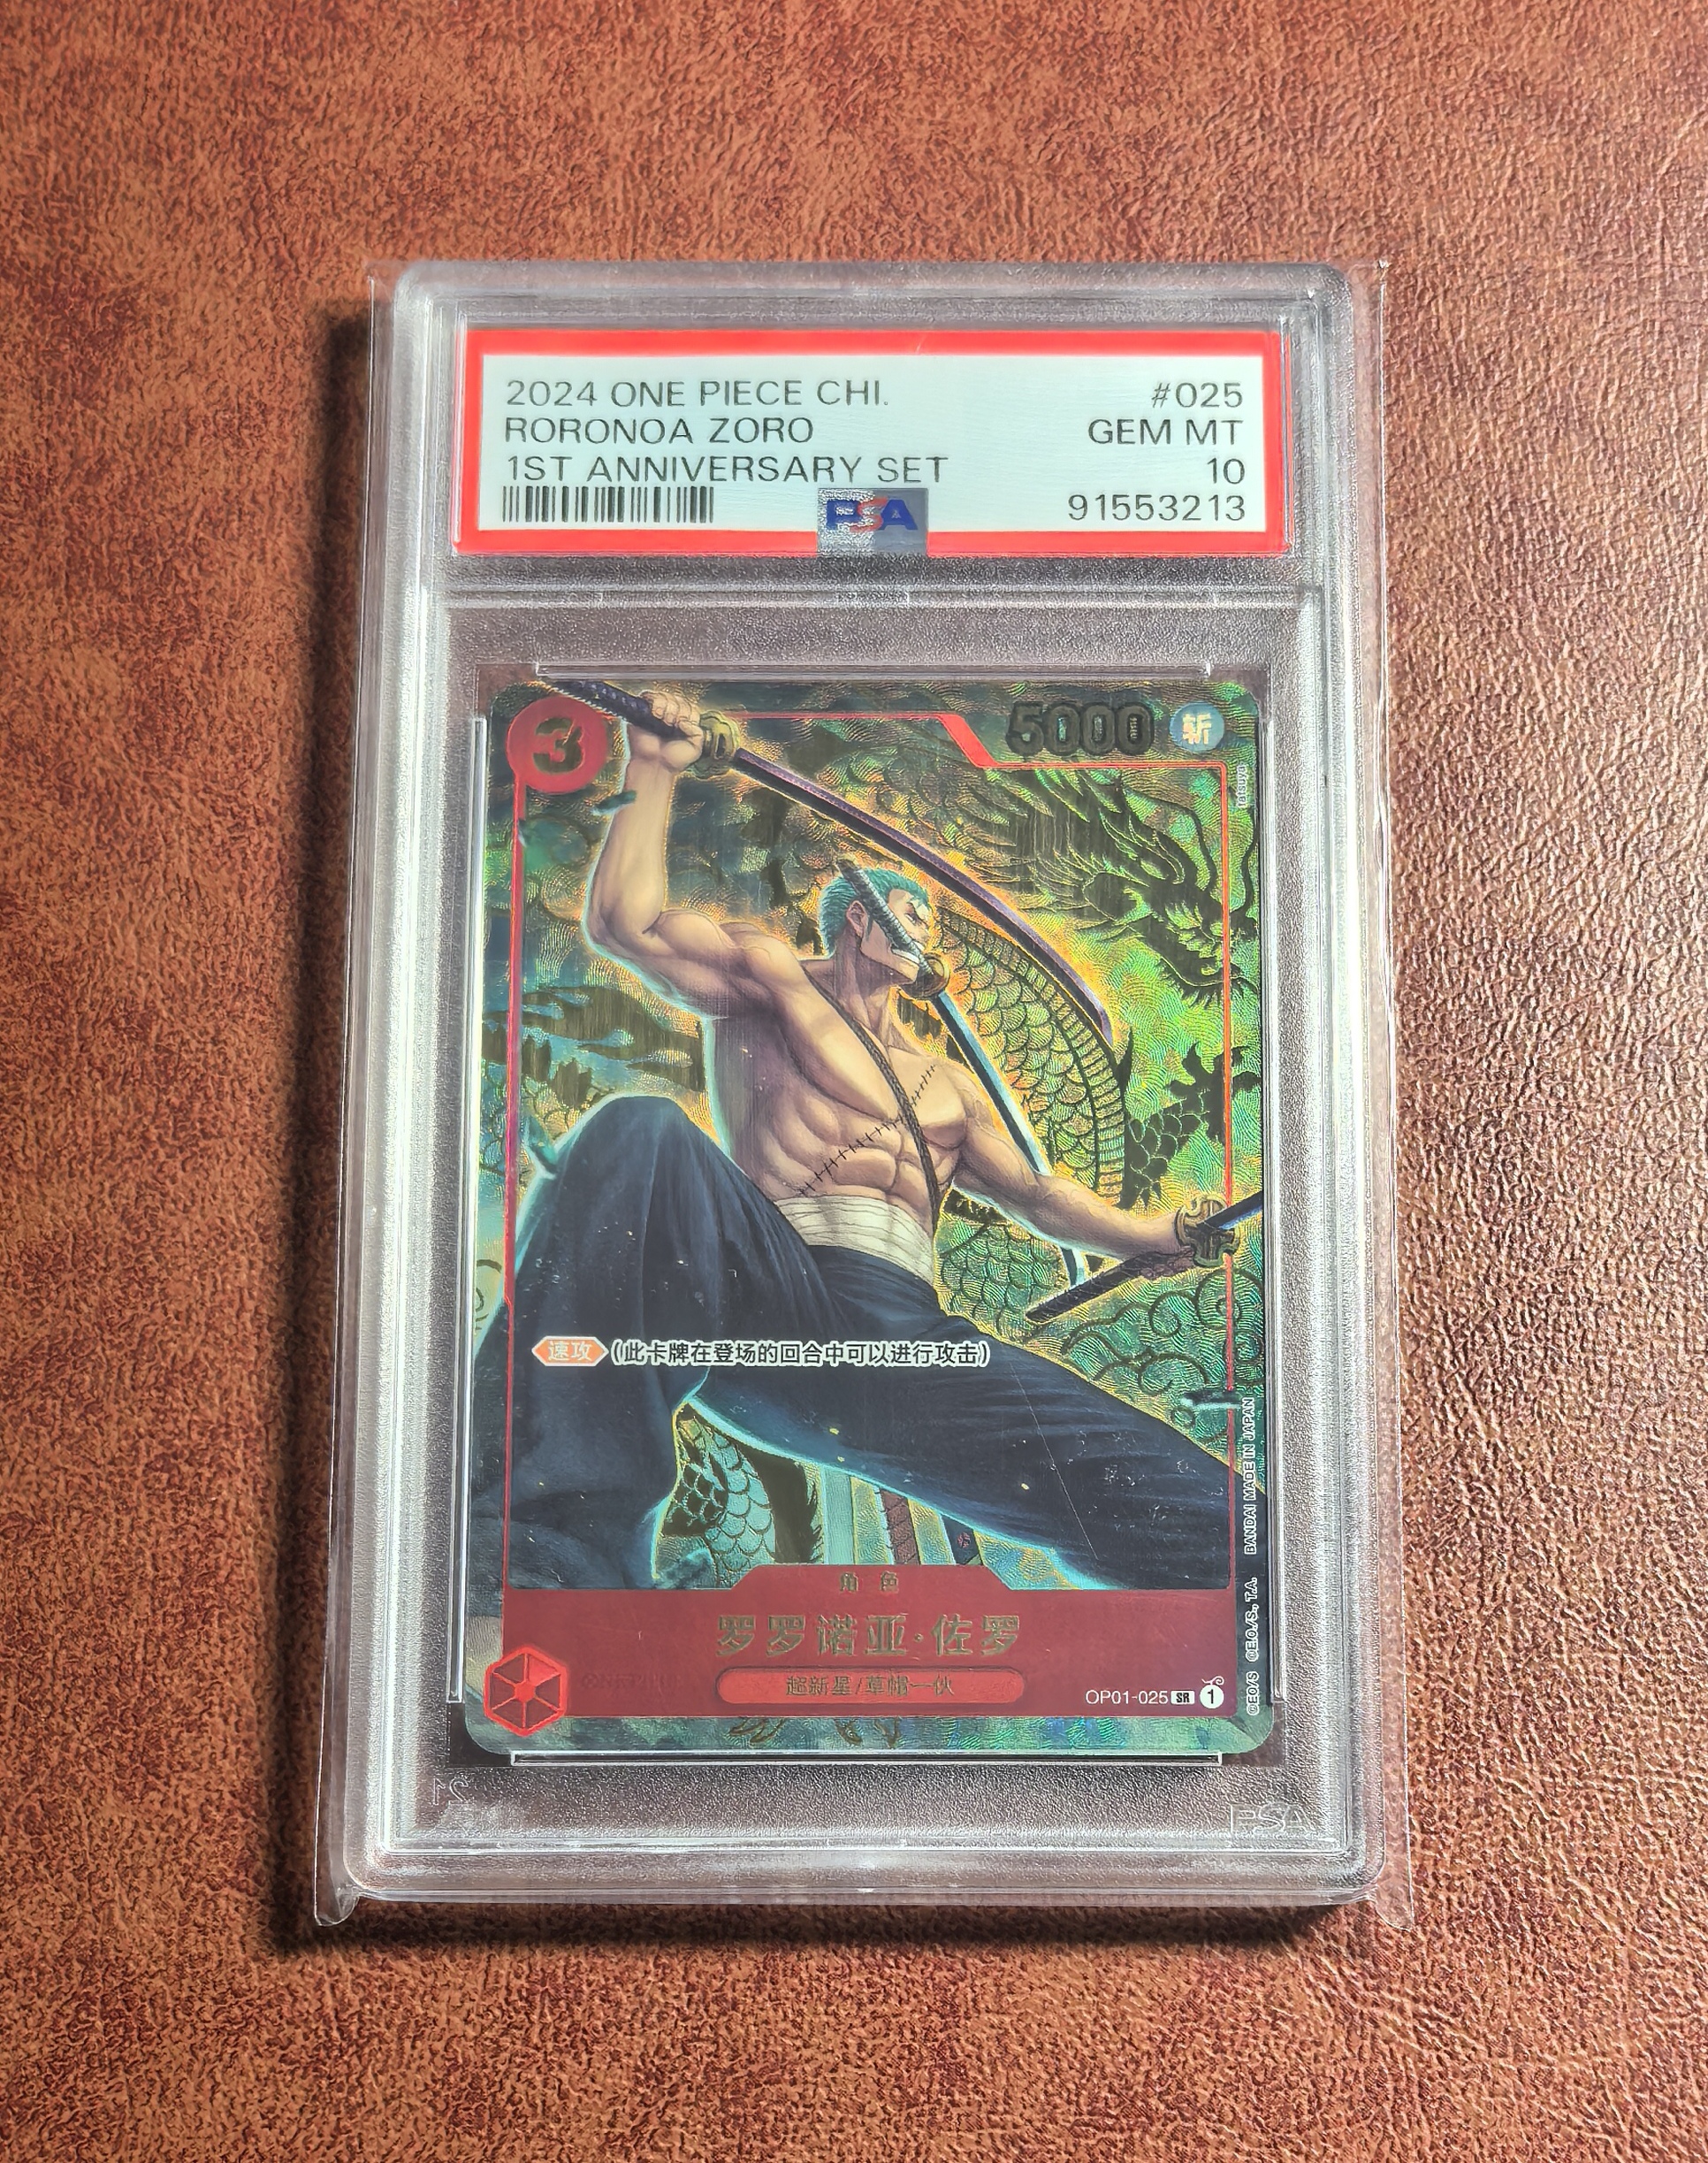 2024 ONE PIECE CHI. #025
RORONOA ZORO GEM MT
1ST ANNIVERSARY SET 10
PSA 91553213
3
5000 斩
tatsuya
速攻 (此卡牌在登场的回合中可以进行攻击)
角色
罗罗诺亚·佐罗
超新星/草帽一伙
OP01-025 SR 1
©EO/S ©E.O./S., T.A. BANDAI MADE IN JAPAN
PSA